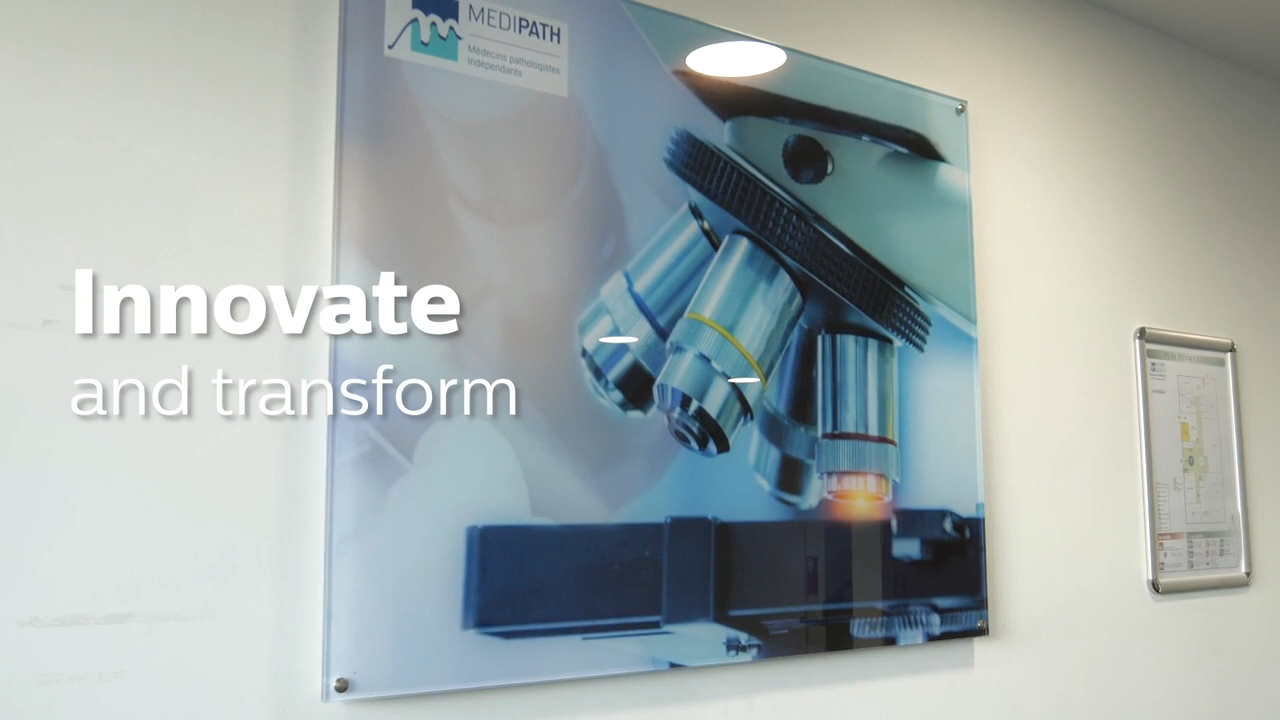 MEDIPATH
Médecins pathologistes
indépendants
Innovate
and transform